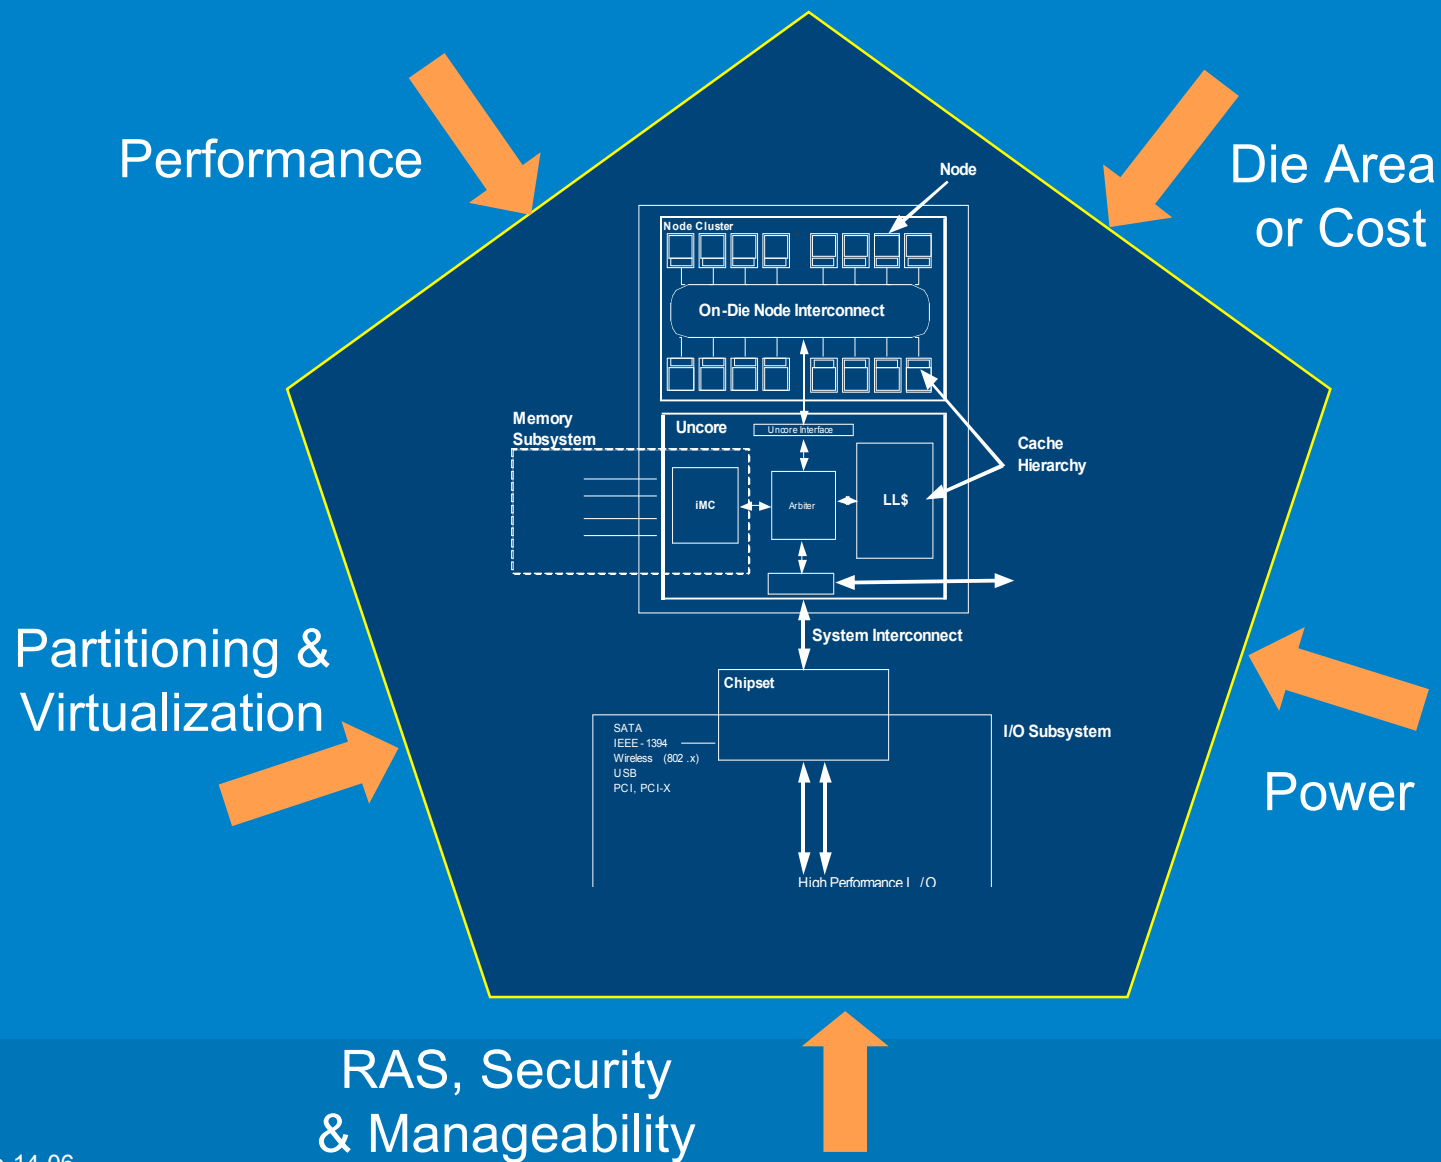 Performance
Die Area
or Cost
Node
Node Cluster
On-Die Node Interconnect
Memory
Subsystem
Uncore
Uncore Interface
Cache
Hierarchy
iMC
Arbiter
LL$
System Interconnect
Partitioning &
Virtualization
Chipset
SATA
IEEE-1394
Wireless (802.x)
USB
PCI, PCI-X
I/O Subsystem
Power
High Performance I/O
RAS, Security
& Manageability
14-06